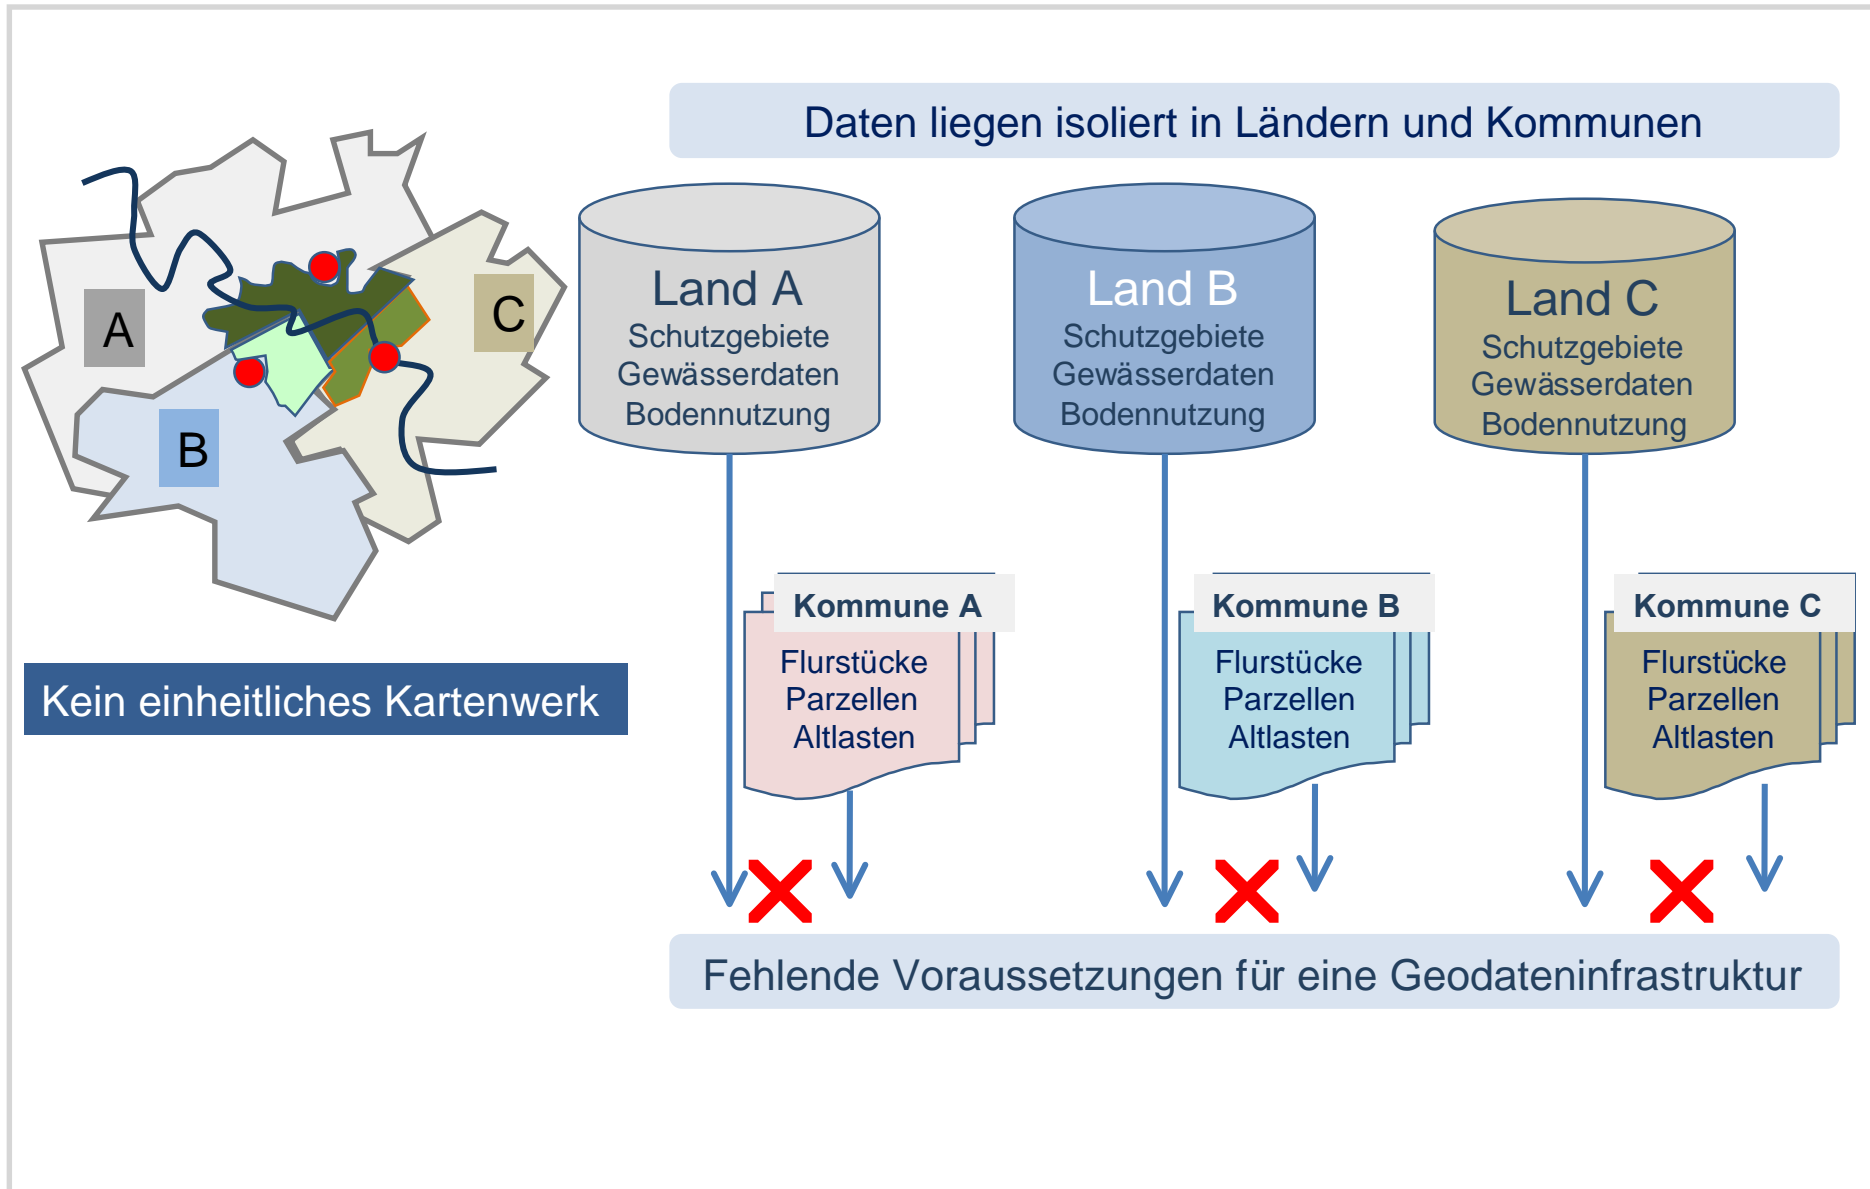 Daten liegen isoliert in Ländern und Kommunen
A
B
C
Kein einheitliches Kartenwerk
Land A
Schutzgebiete
Gewässerdaten
Bodennutzung
Land B
Schutzgebiete
Gewässerdaten
Bodennutzung
Land C
Schutzgebiete
Gewässerdaten
Bodennutzung
Kommune A
Flurstücke
Parzellen
Altlasten
Kommune B
Flurstücke
Parzellen
Altlasten
Kommune C
Flurstücke
Parzellen
Altlasten
Fehlende Voraussetzungen für eine Geodateninfrastruktur